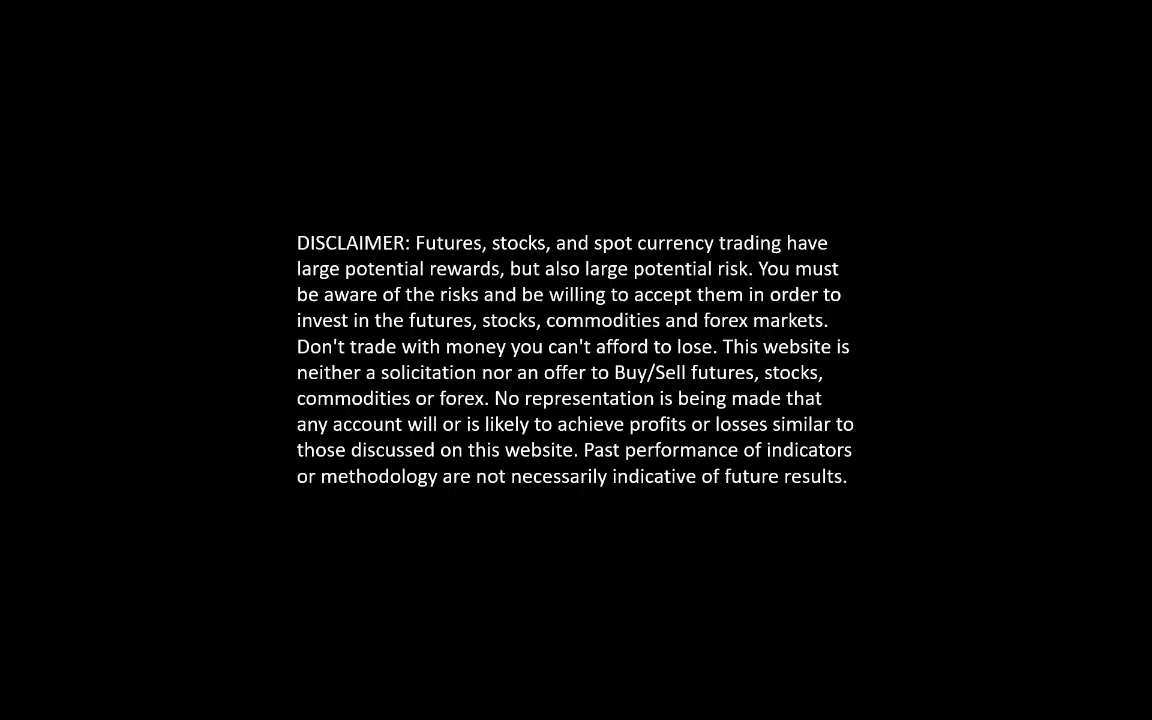 DISCLAIMER: Futures, stocks, and spot currency trading have
large potential rewards, but also large potential risk. You must
be aware of the risks and be willing to accept them in order to
invest in the futures, stocks, commodities and forex markets.
Don't trade with money you can't afford to lose. This website is
neither a solicitation nor an offer to Buy/Sell futures, stocks,
commodities or forex. No representation is being made that
any account will or is likely to achieve profits or losses similar to
those discussed on this website. Past performance of indicators
or methodology are not necessarily indicative of future results.